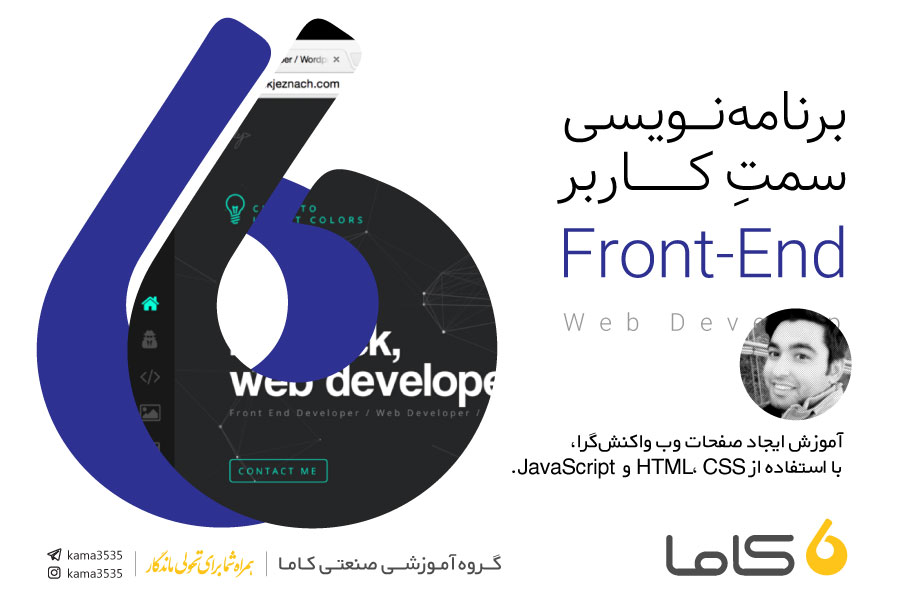 برنامه‌نویسی
سمتِ کاربر
Front-End
Web
آموزش ایجاد صفحات وب واکنش‌گرا،
با استفاده از HTML، CSS و JavaScript.
کاما
گروه آموزشی صنعتی کاما
همراه شما برای تحولی ماندگار
kama3535
kama3535
kjeznach.com
COLORS
web develope
Front End Developer / Web Developer /
CONTACT ME